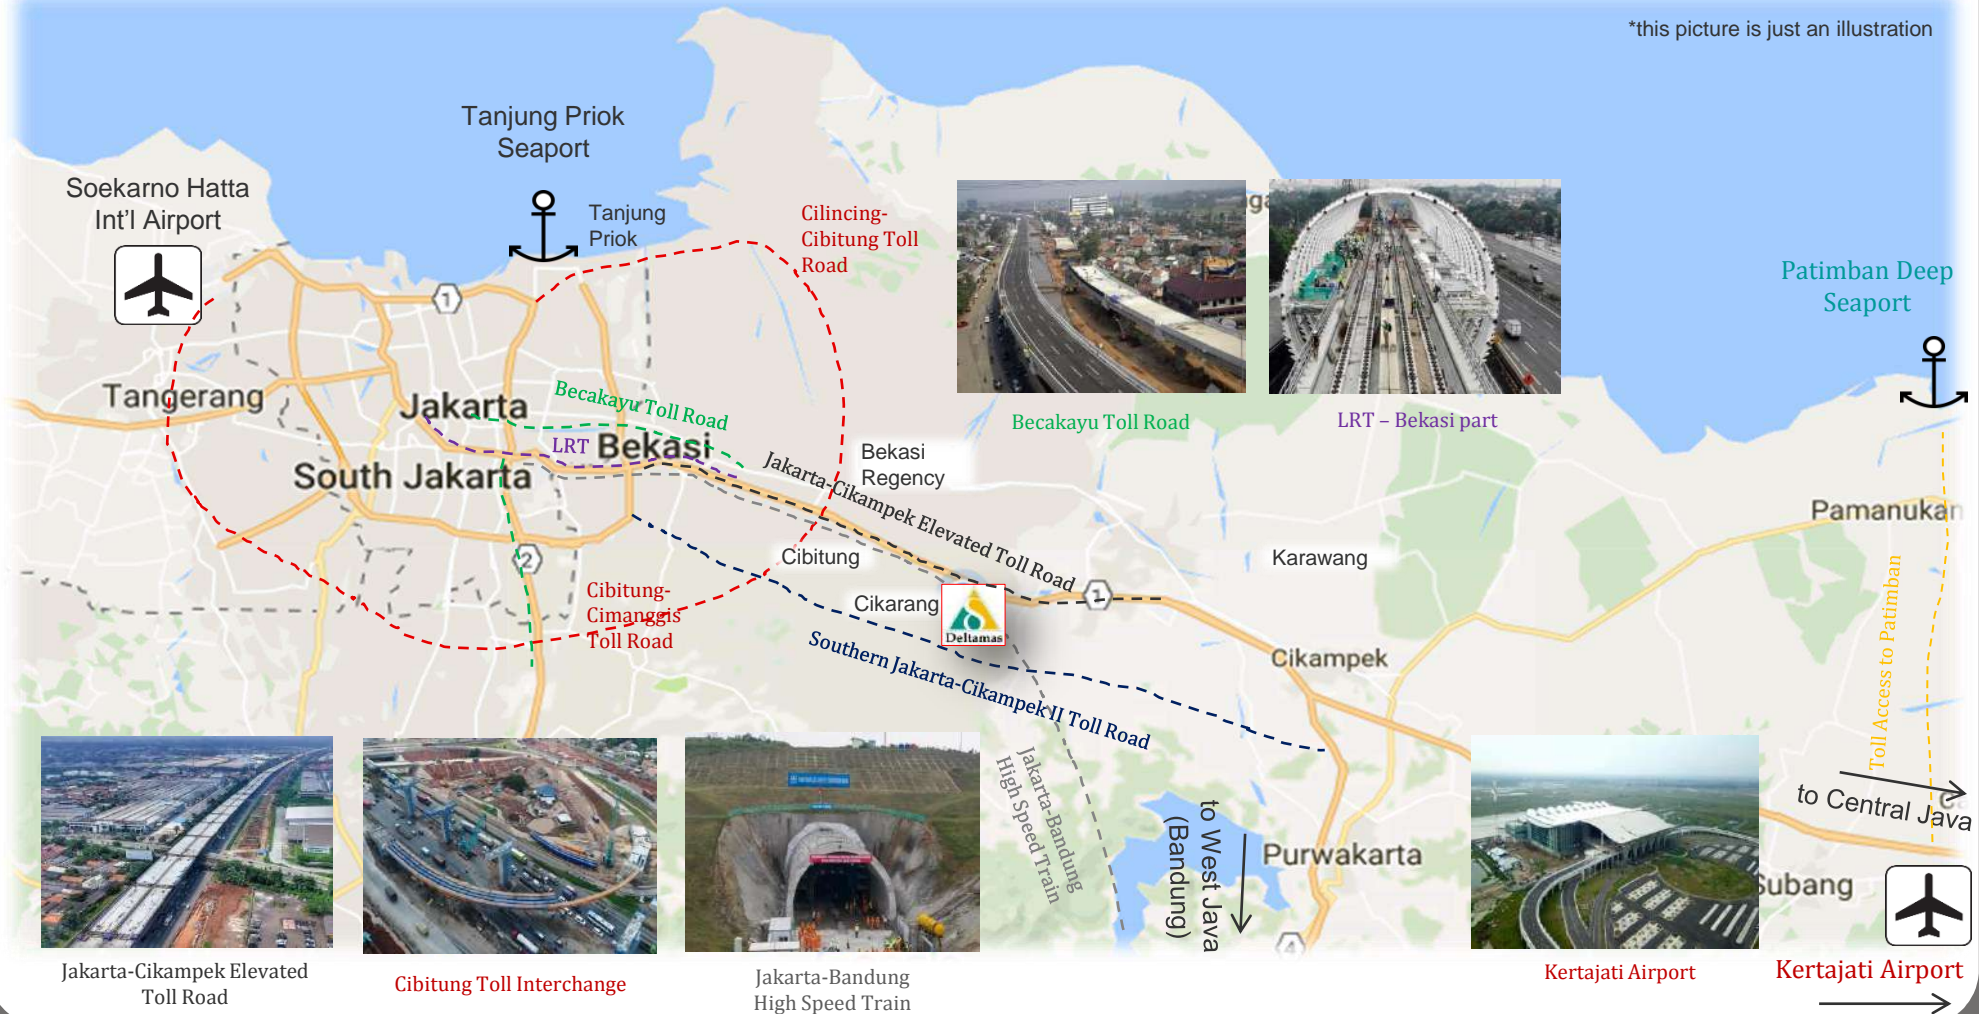 *this picture is just an illustration
Tanjung Priok
Seaport
Soekarno Hatta
Int'l Airport
Tanjung
Priok
Cilincing-
Cibitung Toll
Road
Patimban Deep
Seaport
1
Tangerang
Jakarta
Becakayu Toll Road
LRT
Bekasi
South Jakarta
Becakayu Toll Road
LRT – Bekasi part
Bekasi
Regency
Jakarta-Cikampek Elevated Toll Road
Pamanukan
2
Cibitung
Karawang
Cibitung-
Cimanggis
Toll Road
Cikarang
Deltamas
1
Southern Jakarta-Cikampek II Toll Road
Cikampek
Toll Access to Patimban
Jakarta-Bandung
High Speed Train
to West Java
(Bandung)
Purwakarta
4
to Central Java
Subang
Jakarta-Cikampek Elevated
Toll Road
Cibitung Toll Interchange
Jakarta-Bandung
High Speed Train
Kertajati Airport
Kertajati Airport